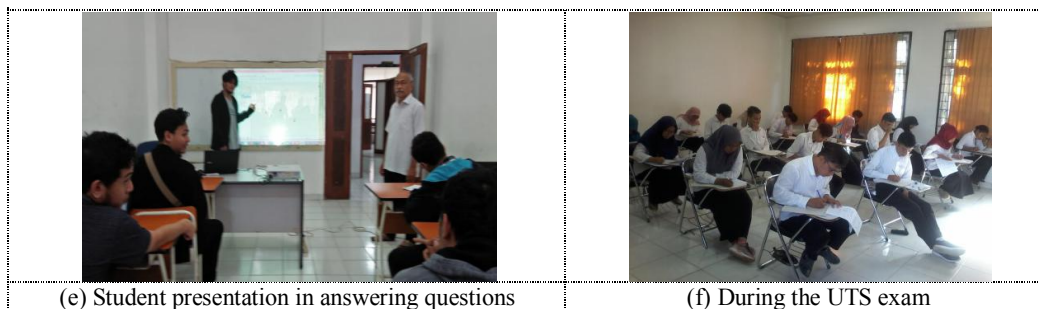 (e) Student presentation in answering questions
(f) During the UTS exam